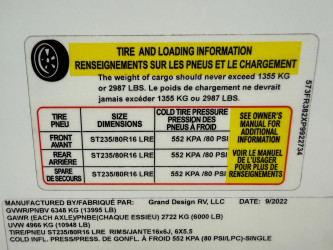 TIRE AND LOADING INFORMATION
RENSEIGNEMENTS SUR LES PNEUS ET LE CHARGEMENT
The weight of cargo should never exceed 1355 KG
or 2987 LBS. Le poids de chargement ne devrait
jamais excéder 1355 KG ou 2987 LBS.
TIRE PNEU SIZE DIMENSIONS COLD TIRE PRESSURE PRESSION DES PNEUS À FROID SEE OWNER'S MANUAL FOR ADDITIONAL INFORMATION
FRONT AVANT ST235/80R16 LRE 552 KPA /80 PSI
REAR ARRIÈRE ST235/80R16 LRE 552 KPA /80 PSI VOIR LE MANUEL DE L'USAGER POUR PLUS DE RENSEIGNEMENTS
SPARE DE SECOURS ST235/80R16 LRE 552 KPA /80 PSI
573FR3822P9922734
MANUFACTURED BY/FABRIQUÉ PAR: Grand Design RV, LLC DATE: 9/2022
GVWR/PNBV 6348 KG (13995 LB)
GAWR (EACH AXLE)/PNBE(CHAQUE ESSIEU) 2722 KG (6000 LB)
UVW 4966 KG (10948 LB)
TIRE/PNEU ST235/80R16 LRE RIMS/JANTE16x6, 6X5.5
COLD INFL. PRESS/PRESS. DE GONFL. À FROID 552 KPA (80 PSI/LPC)-SINGLE